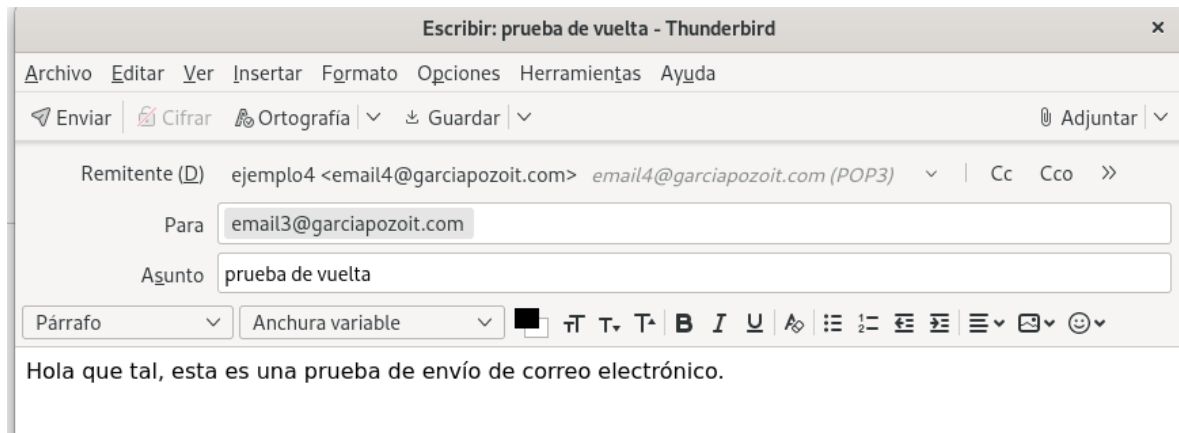 Escribir: prueba de vuelta - Thunderbird
Archivo Editar Ver Insertar Formato Opciones Herramientas Ayuda
Enviar Cifrar Ortografía Guardar Adjuntar
Remitente (D) ejemplo4 <email4@garciapozoit.com> email4@garciapozoit.com (POP3) Cc Cco
Para email3@garciapozoit.com
Asunto prueba de vuelta
Párrafo Anchura variable
Hola que tal, esta es una prueba de envío de correo electrónico.